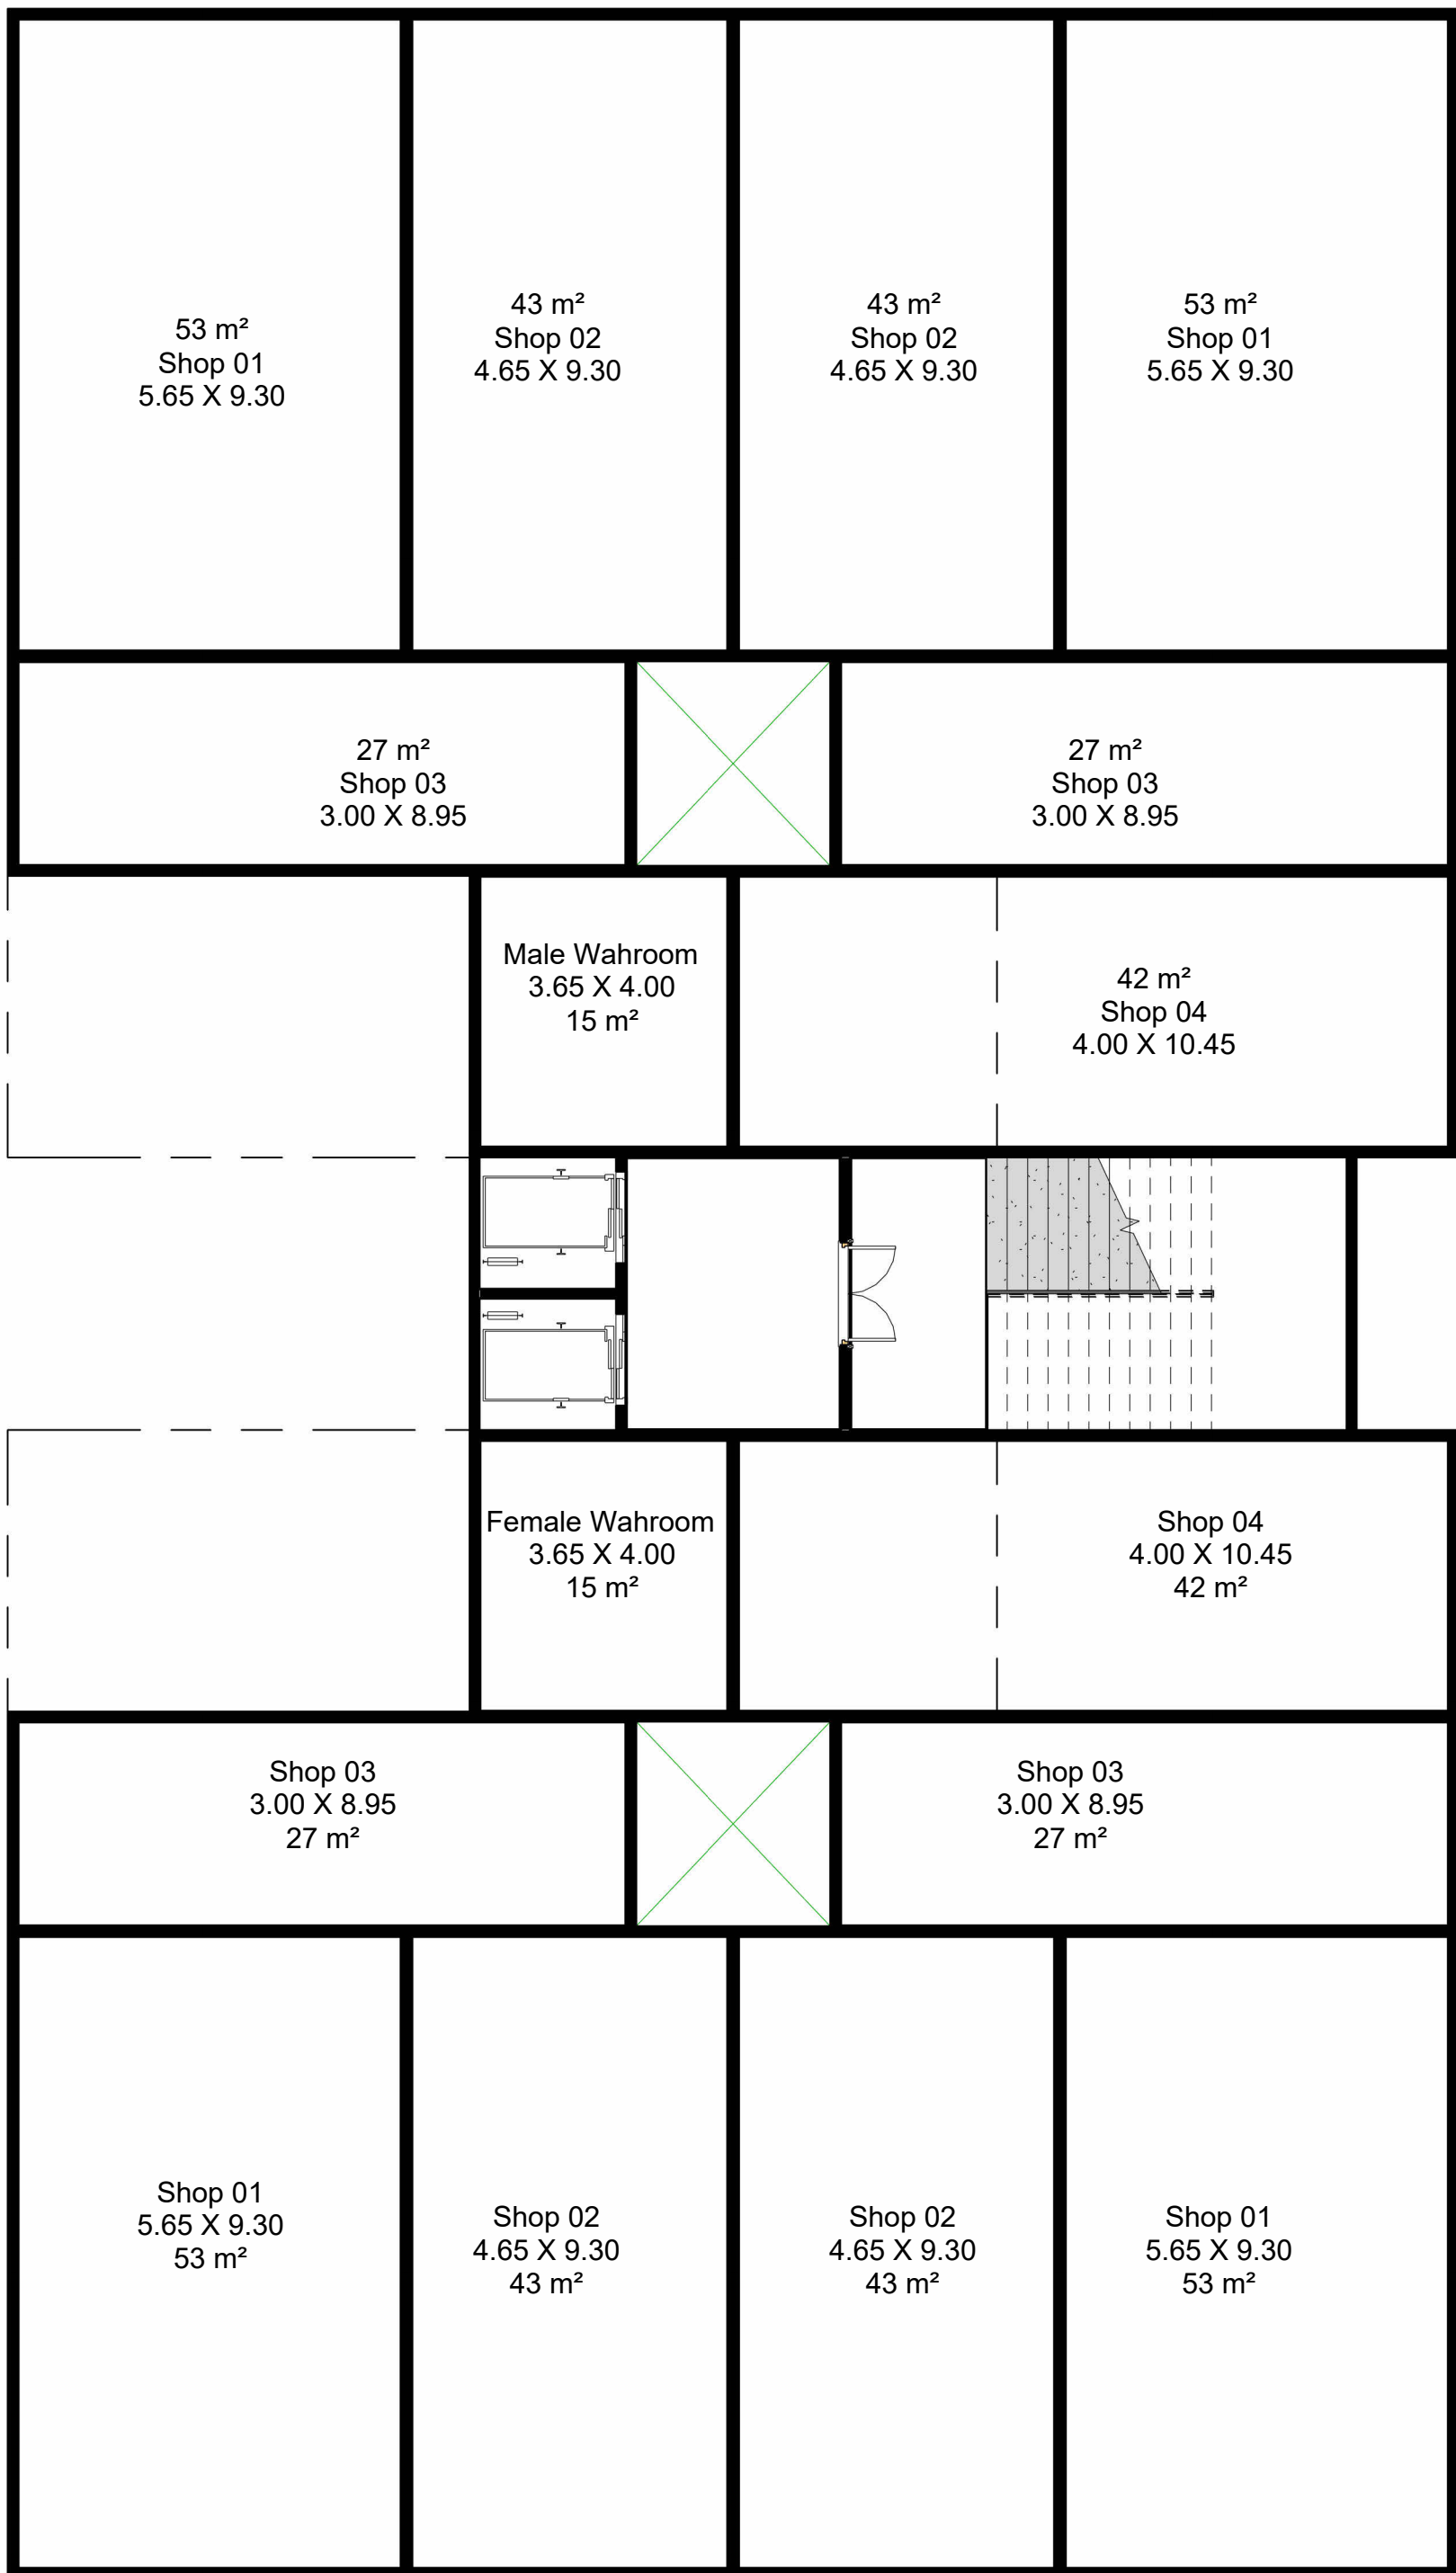 53 m²
Shop 01
5.65 X 9.30
43 m²
Shop 02
4.65 X 9.30
43 m²
Shop 02
4.65 X 9.30
53 m²
Shop 01
5.65 X 9.30
27 m²
Shop 03
3.00 X 8.95
27 m²
Shop 03
3.00 X 8.95
Male Wahroom
3.65 X 4.00
15 m²
42 m²
Shop 04
4.00 X 10.45
Female Wahroom
3.65 X 4.00
15 m²
Shop 04
4.00 X 10.45
42 m²
Shop 03
3.00 X 8.95
27 m²
Shop 03
3.00 X 8.95
27 m²
Shop 01
5.65 X 9.30
53 m²
Shop 02
4.65 X 9.30
43 m²
Shop 02
4.65 X 9.30
43 m²
Shop 01
5.65 X 9.30
53 m²